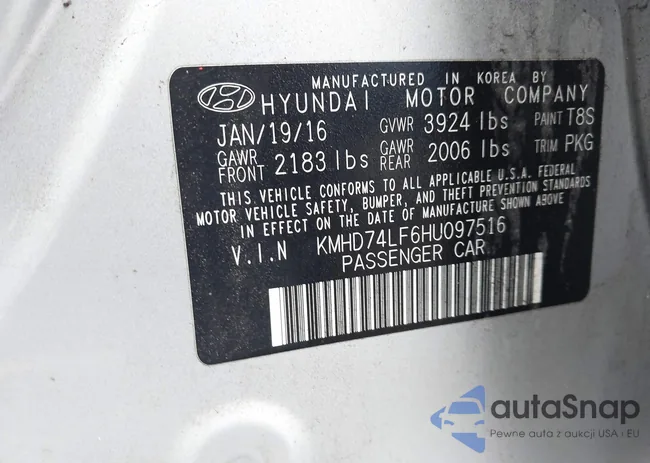 MANUFACTURED IN KOREA BY
HYUNDAI MOTOR COMPANY
JAN/19/16 GVWR 3924 lbs PAINT T8S
GAWR FRONT 2183 lbs GAWR REAR 2006 lbs TRIM PKG
THIS VEHICLE CONFORMS TO ALL APPLICABLE U.S.A. FEDERAL
MOTOR VEHICLE SAFETY, BUMPER, AND THEFT PREVENTION STANDARDS
IN EFFECT ON THE DATE OF MANUFACTURE SHOWN ABOVE.
V.I.N KMHD74LF6HU097516
PASSENGER CAR
autaSnap
Pewne auta z aukcji USA i EU